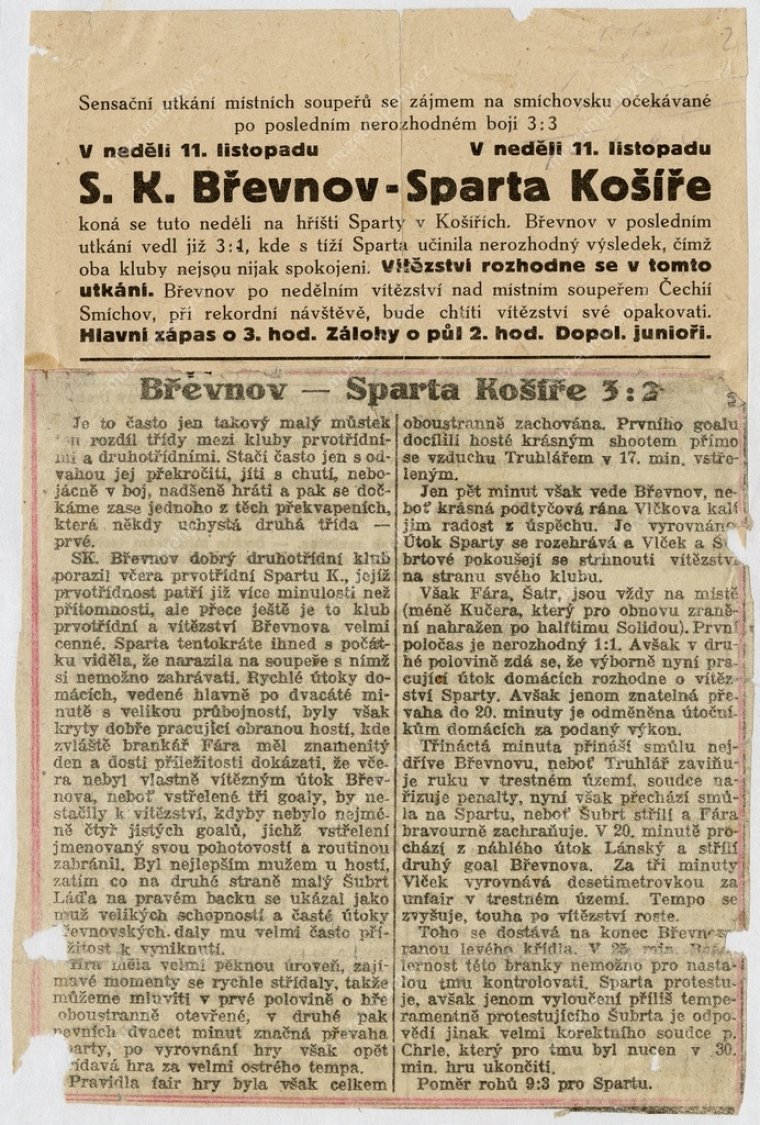 Sensační utkání místních soupeřů se zájmem na smíchovsku očekávané
po posledním nerozhodném boji 3:3
V neděli 11. listopadu V neděli 11. listopadu
S. K. Břevnov - Sparta Košíře
koná se tuto neděli na hříšti Sparty v Košířích. Břevnov v posledním
utkání vedl již 3:1, kde s tíží Sparta učinila nerozhodný výsledek, čímž
oba kluby nejsou nijak spokojeni. Vítězství rozhodne se v tomto
utkání. Břevnov po nedělním vítězství nad místním soupeřem Čechií
Smíchov, při rekordní návštěvě, bude chtíti vítězství své opakovati.
Hlavní zápas o 3. hod. Zálohy o půl 2. hod. Dopol. junioři.
Břevnov — Sparta Košíře 3:2
Je to často jen takový malý můstek
rozdíl třídy mezi kluby prvotřídní-
mi a druhotřídními. Stačí často jen s od-
vahou jej překročiti, jíti s chutí, nebo-
jácně v boj, nadšeně hráti a pak se doč-
káme zase jednoho z těch překvapeních,
která někdy uchystá druhá třída —
prvé.
SK. Břevnov dobrý druhotřídní klub
porazil včera prvotřídní Spartu K., jejíž
prvotřídnost patří již více minulosti než
přítomnosti, ale přece ještě je to klub
prvotřídní a vítězství Břevnova velmi
cenné. Sparta tentokráte ihned s počát-
ku viděla, že narazila na soupeře s nímž
si nemožno zahrávati. Rychlé útoky do-
mácích, vedené hlavně po dvacáté mi-
nutě s velikou průbojností, byly však
kryty dobře pracující obranou hostí, kde
zvláště brankář Fára měl znamenitý
den a dosti příležitosti dokázati, že vče-
ra nebyl vlastně vítězným útok Břev-
nova, neboť vstřelené tři goaly, by ne-
stačily k vítězství, kdyby nebylo nejmé-
ně čtyř jistých goalů, jichž vstřelení
jmenovaný svou pohotovostí a routinou
zabránil. Byl nejlepším mužem u hostí,
zatím co na druhé straně malý Šubrt
Láďa na pravém backu se ukázal jako
muž velikých schopností a časté útoky
řevnovských daly mu velmi často pří-
ležitost k vyniknutí.
Hra měla velmi pěknou úroveň, zají-
mavé momenty se rychle střídaly, takže
můžeme mluviti v prvé polovině o hře
oboustranně otevřené, v druhé pak
prvních dvacet minut značná převaha
party, po vyrovnání hry však opět
řídavá hra za velmi ostrého tempa.
Pravidla fair hry byla však celkem
oboustranně zachována. Prvního goalu
docílili hosté krásným shootem přímo
se vzduchu Truhlářem v 17. min. vstře-
leným.
Jen pět minut však vede Břevnov, ne-
boť krásná podtyčová rána Vlčkova kalí
jim radost z úspěchu. Je vyrovnáno
Útok Sparty se rozehrává a Vlček a Š
brtové pokoušejí se strhnouti vítězství
na stranu svého klubu.
Však Fára, Šatr, jsou vždy na místě
(méně Kučera, který pro obnovu zraně-
ní nahražen po halftimu Solidou). První
poločas je nerozhodný 1:1. Avšak v dru-
hé polovině zdá se, že výborně nyní pra-
cující útok domácích rozhodne o vítěz-
ství Sparty. Avšak jenom znatelná pře-
vaha do 20. minuty je odměněna útoční-
kům domácích za podaný výkon.
Třináctá minuta přináší smůlu nej-
dříve Břevnovu, neboť Truhlář zaviňu-
je ruku v trestném území, soudce na-
řizuje penalty, nyní však přechází smů-
la na Spartu, neboť Šubrt střílí a Fára
bravourně zachraňuje. V 20. minutě pro-
chází z náhlého útok Lánský a střílí
druhý goal Břevnova. Za tři minuty
Vlček vyrovnává desetimetrovkou za
unfair v trestném území. Tempo se
zvyšuje, touha po vítězství roste.
Toho se dostává na konec Břevnov
ranou levého křídla. V 25. min.
lernost této branky nemožno pro nasta-
lou tmu kontrolovati. Sparta protestu-
je, avšak jenom vyloučení příliš tempe-
ramentně protestujícího Šubrta je odpo-
vědí jinak velmi korektního soudce p.
Chrle, který pro tmu byl nucen v 30.
min. hru ukončiti.
Poměr rohů 9:3 pro Spartu.